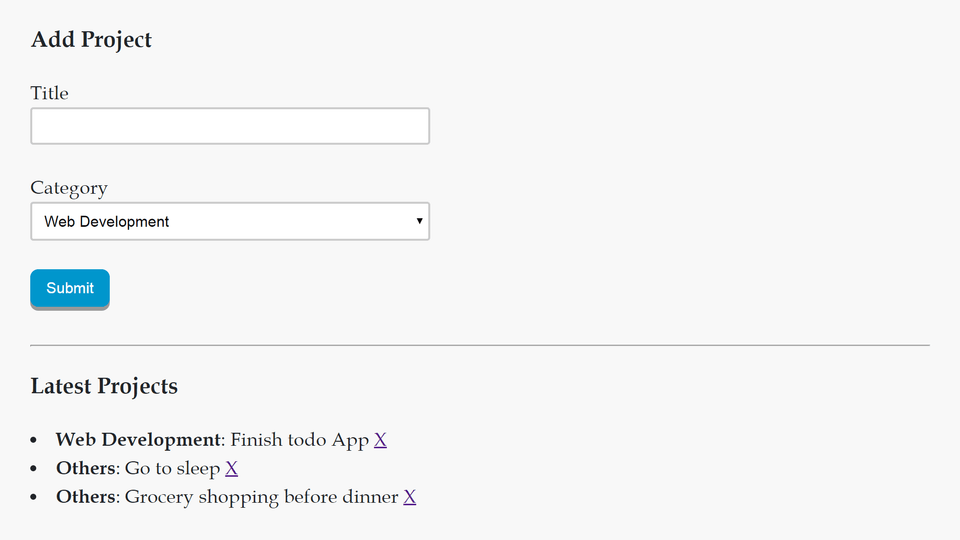 Add Project
Title
Category
Web Development
Submit
Latest Projects
Web Development: Finish todo App X
Others: Go to sleep X
Others: Grocery shopping before dinner X